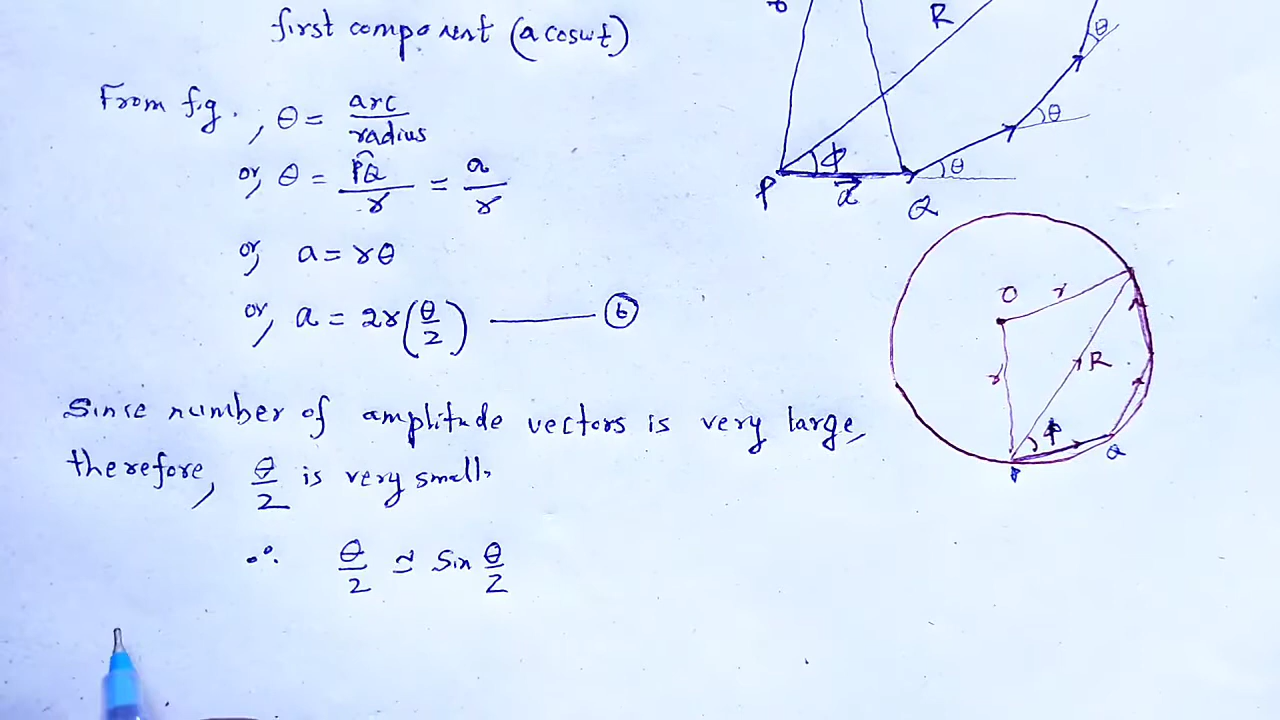 first component (a cosωt)
From fig., θ = arc/radius
or, θ = PQ/r = a/r
or, a = rθ
or, a = 2r(θ/2) —— ⑥
Since number of amplitude vectors is very large,
therefore, θ/2 is very small.
∴ θ/2 ≃ Sin θ/2
R
θ
θ
θ
ϕ
P
a
Q
O
r
r
R
ϕ
P
Q